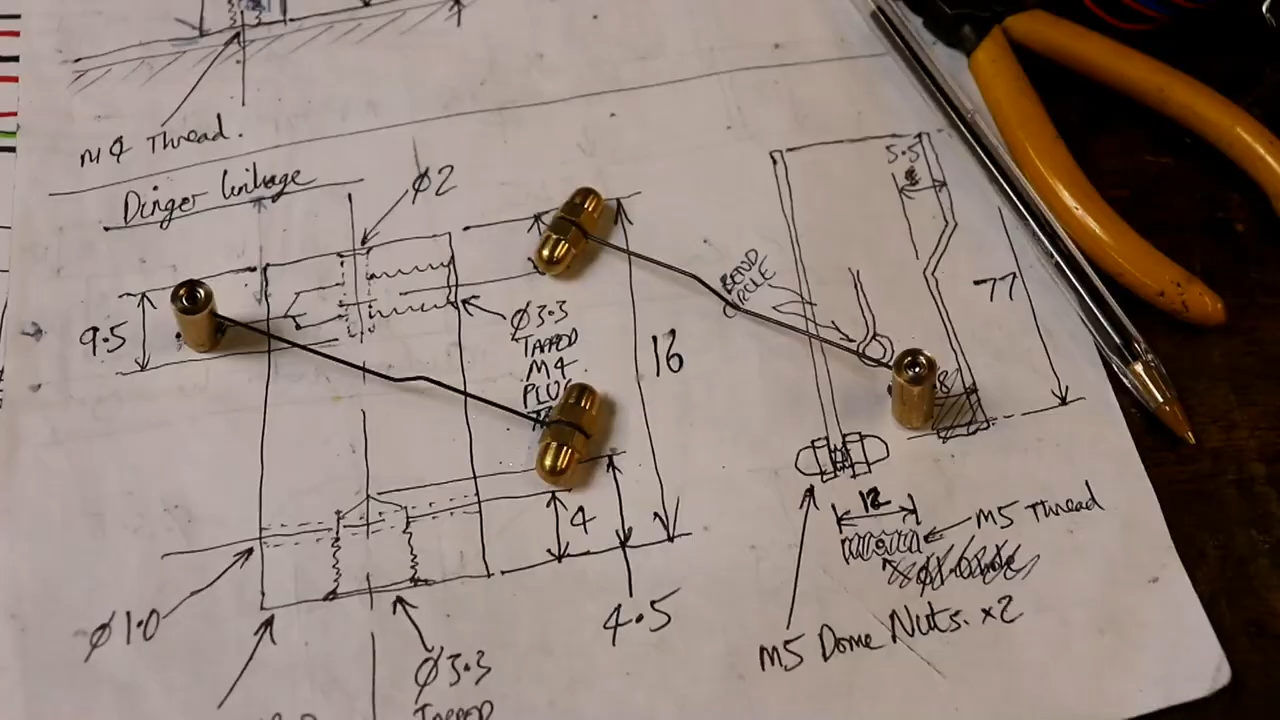 M4 Thread.
Dinger Linkage
Ø2
5.5
9.5
BEND
Ø3.3
TAPPED
M4
PLUG
16
77
8
4
12
M5 Thread
Ø1.0
4.5
M5 Dome Nuts. x2
Ø3.3
TAPPED